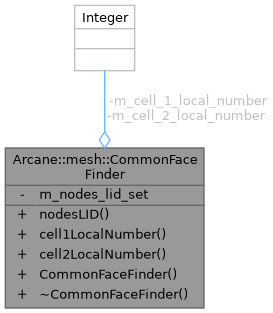 Integer
-m_cell_1_local_number
-m_cell_2_local_number
Arcane::mesh::CommonFace
Finder
- m_nodes_lid_set
+ nodesLID()
+ cell1LocalNumber()
+ cell2LocalNumber()
+ CommonFaceFinder()
+ ~CommonFaceFinder()